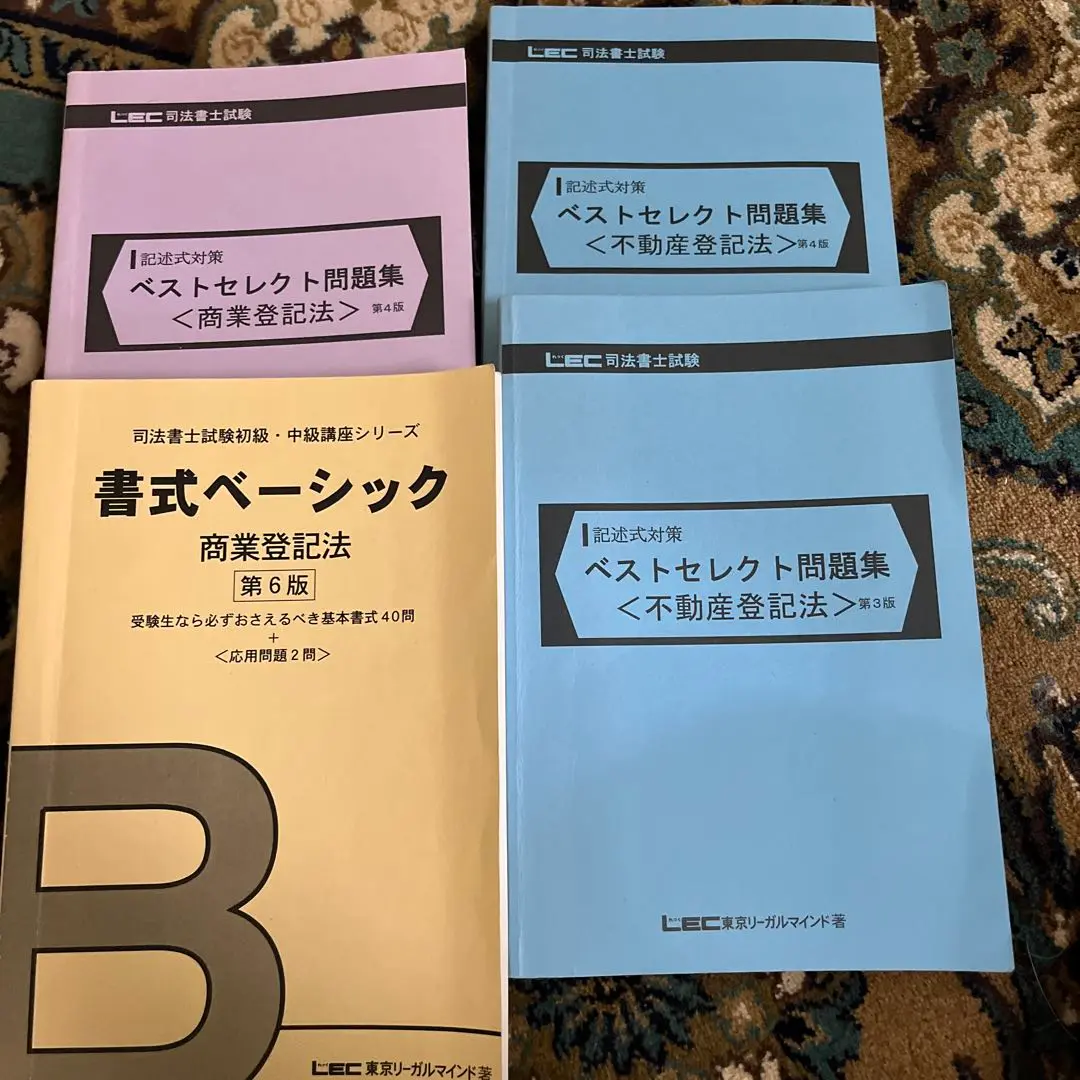 LEC司法書士試験
記述式対策
ベストセレクト問題集
＜商業登記法＞ 第4版
LEC司法書士試験
記述式対策
ベストセレクト問題集
＜不動産登記法＞第4版
司法書士試験初級・中級講座シリーズ
書式ベーシック
商業登記法
第6版
受験生なら必ずおさえるべき基本書式40問
+
＜応用問題2問＞
B
LEC東京リーガルマインド著
LEC司法書士試験
記述式対策
ベストセレクト問題集
＜不動産登記法＞第3版
LEC東京リーガルマインド著